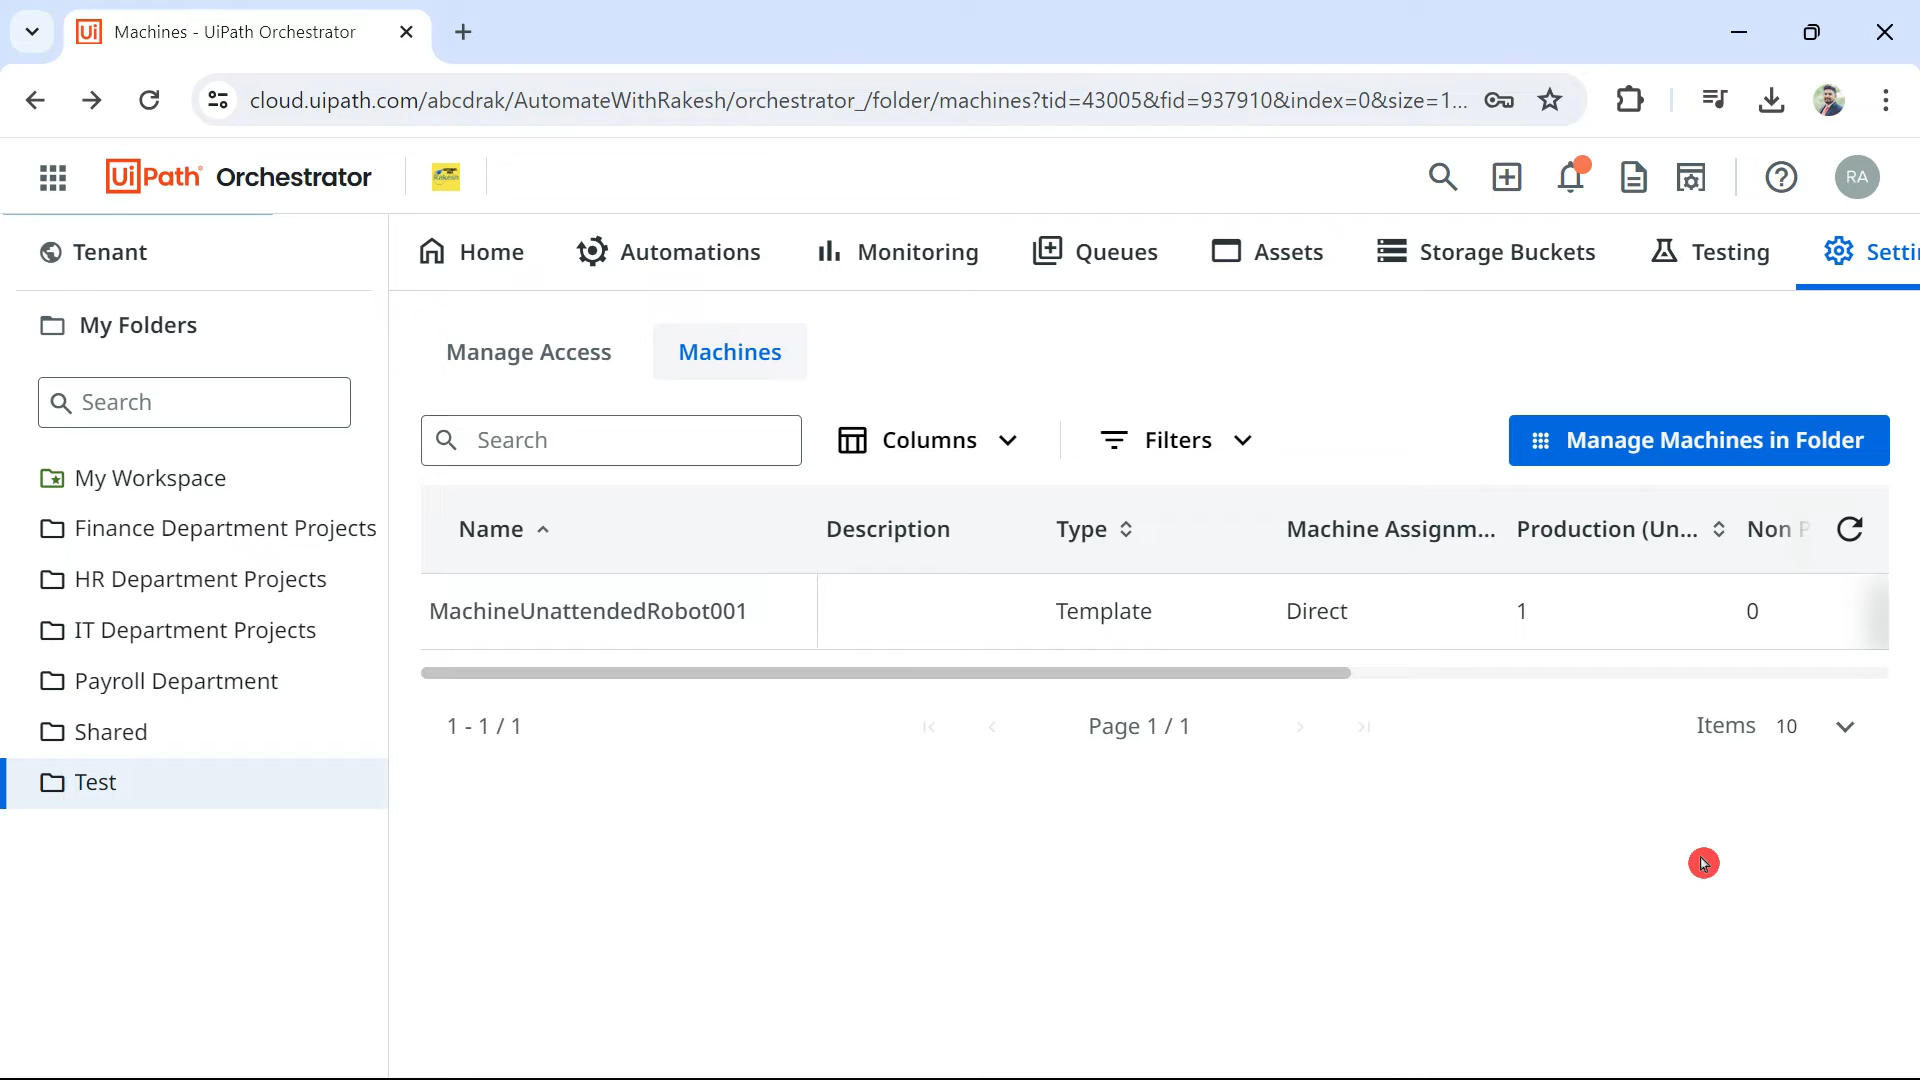 Machines - UiPath Orchestrator
cloud.uipath.com/abcdrak/AutomateWithRakesh/orchestrator_/folder/machines?tid=43005&fid=937910&index=0&size=1...
UiPath Orchestrator
RA
Tenant
Home
Automations
Monitoring
Queues
Assets
Storage Buckets
Testing
Setti
My Folders
Search
My Workspace
Finance Department Projects
HR Department Projects
IT Department Projects
Payroll Department
Shared
Test
Manage Access
Machines
Search
Columns
Filters
Manage Machines in Folder
Name Description Type Machine Assignm... Production (Un... Non P
MachineUnattendedRobot001 Template Direct 1 0
1 - 1 / 1
Page 1 / 1
Items 10